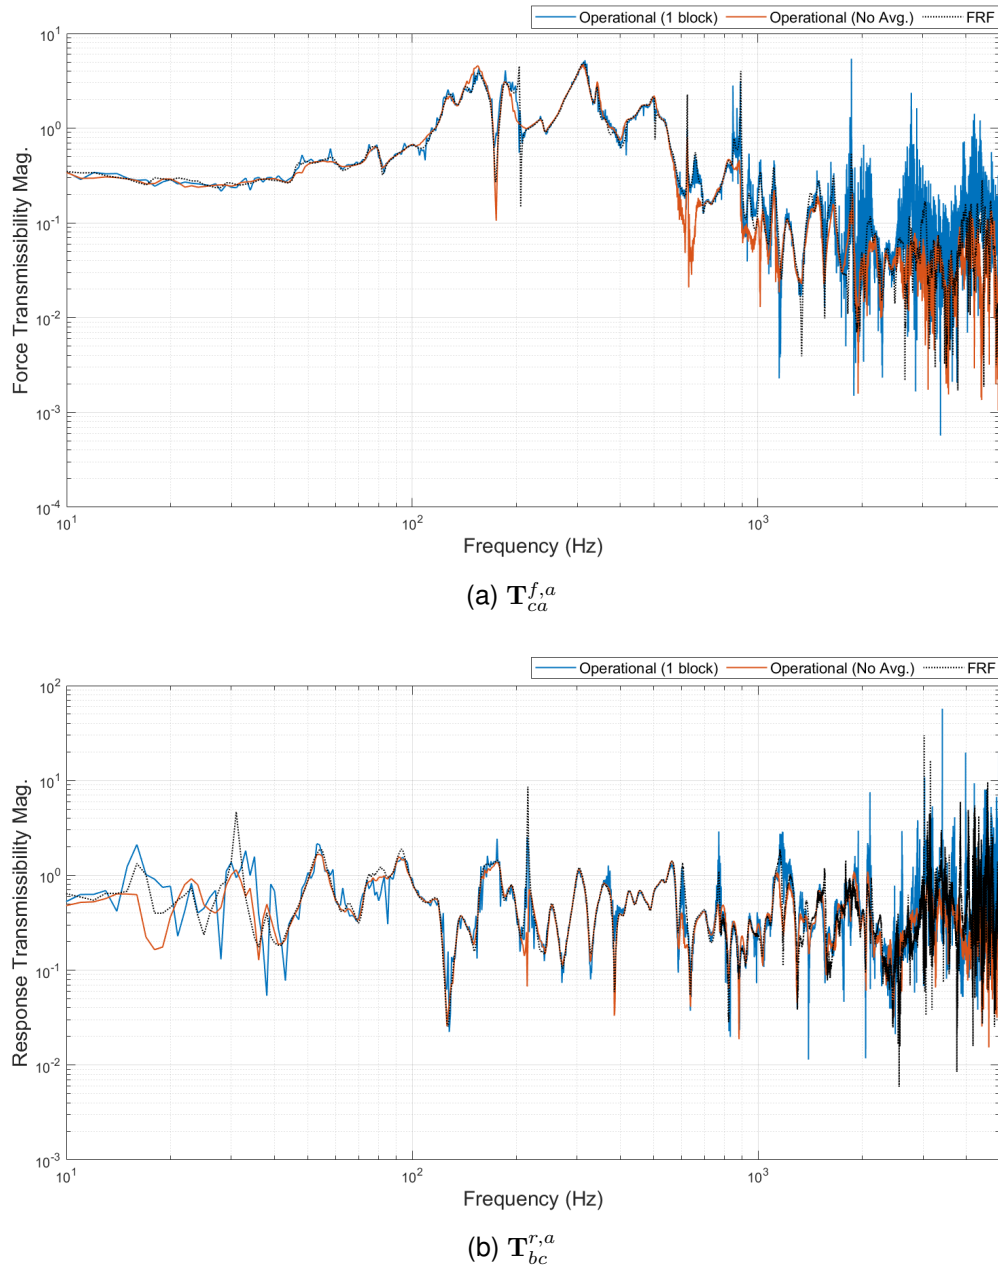 Operational (1 block) Operational (No Avg.) FRF
10^1
10^0
10^-1
10^-2
10^-3
10^-4
Force Transmissibility Mag.
10^1 10^2 10^3
Frequency (Hz)
(a) T_{ca}^{f,a}
Operational (1 block) Operational (No Avg.) FRF
10^2
10^1
10^0
10^-1
10^-2
10^-3
Response Transmissibility Mag.
10^1 10^2 10^3
Frequency (Hz)
(b) T_{bc}^{r,a}